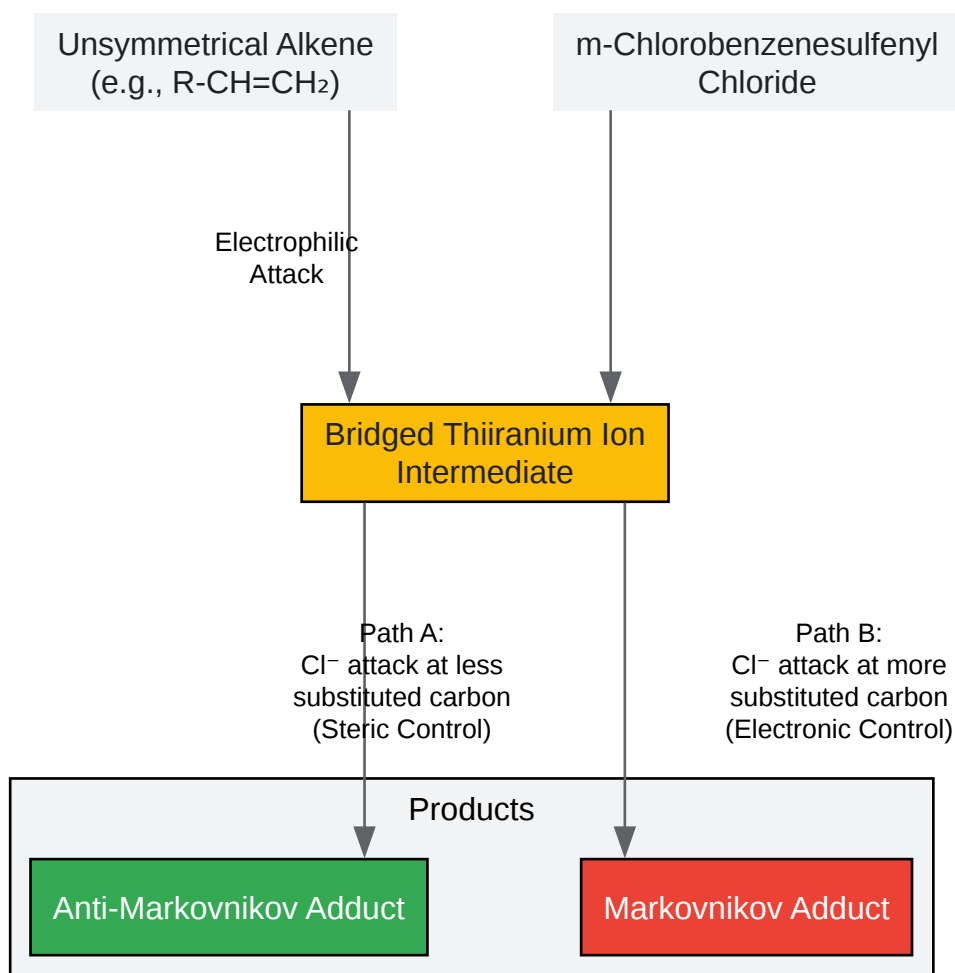 Unsymmetrical Alkene
(e.g., R-CH=CH₂)
m-Chlorobenzenesulfenyl
Chloride
Electrophilic
Attack
Bridged Thiiranium Ion
Intermediate
Path A:
Cl⁻ attack at less
substituted carbon
(Steric Control)
Path B:
Cl⁻ attack at more
substituted carbon
(Electronic Control)
Products
Anti-Markovnikov Adduct
Markovnikov Adduct